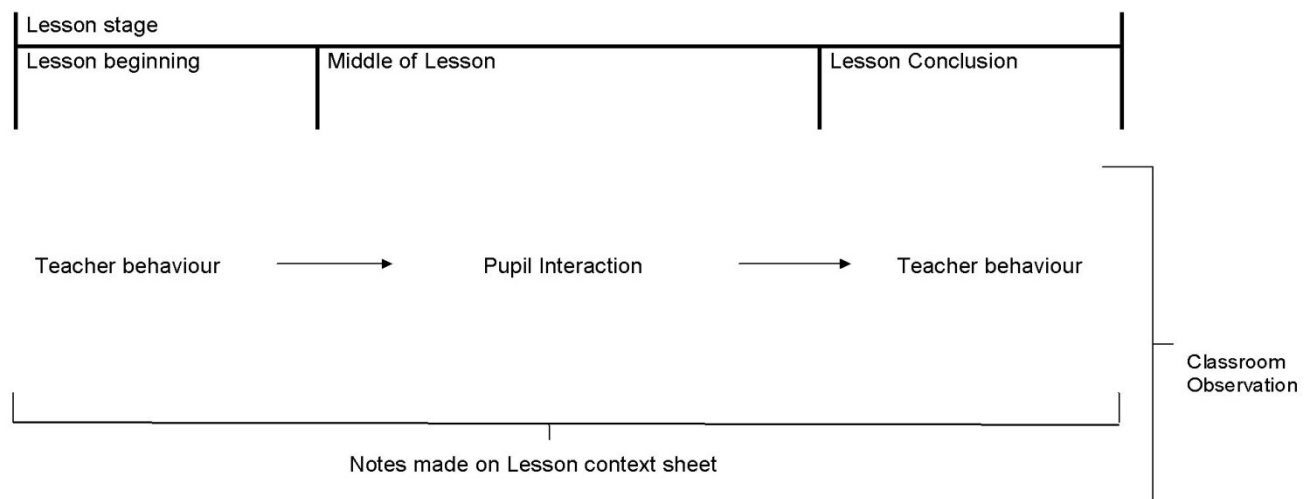 Lesson stage
Lesson beginning
Middle of Lesson
Lesson Conclusion
Teacher behaviour
Pupil Interaction
Teacher behaviour
Classroom
Observation
Notes made on Lesson context sheet